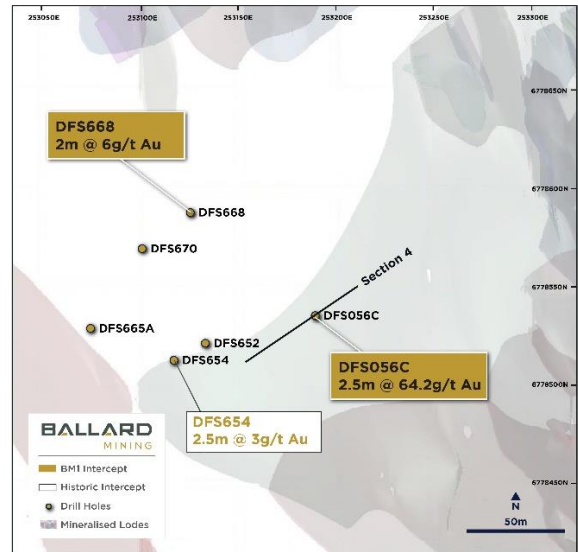 253050E
253100E
253150E
253200E
253250E
253300E
6778650N
DFS668
2m @ 6g/t Au
6778600N
DFS668
DFS670
Section 4
6778550N
DFS665A
DFS652
DFS056C
DFS654
DFS056C
2.5m @ 64.2g/t Au
6778500N
DFS654
2.5m @ 3g/t Au
BALLARD
MINING
BM1 Intercept
Historic Intercept
Drill Holes
Mineralised Lodes
6778450N
N
50m